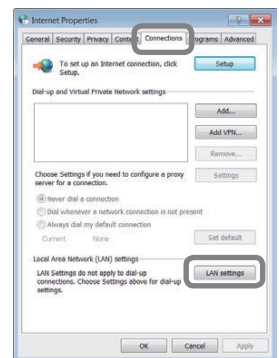 Internet Properties
General Security Privacy Content Connections Programs Advanced
To set up an Internet connection, click
Setup.
Setup
Dial-up and Virtual Private Network settings
Add...
Add VPN...
Remove...
Choose Settings if you need to configure a proxy
server for a connection.
Settings
Never dial a connection
Dial whenever a network connection is not present
Always dial my default connection
Current None
Set default
Local Area Network (LAN) settings
LAN Settings do not apply to dial-up
connections. Choose Settings above for dial-up
settings.
LAN settings
OK Cancel Apply